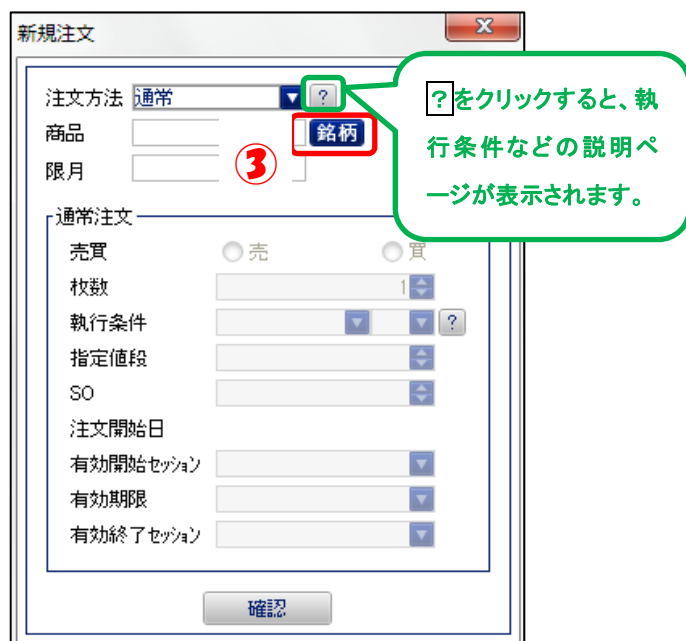 新規注文
x
注文方法 通常 ?
商品 銘柄
限月
③
?をクリックすると、執
行条件などの説明ペ
ージが表示されます。
通常注文
売買 売 買
枚数 1
執行条件 ?
指定値段
SO
注文開始日
有効開始セッション
有効期限
有効終了セッション
確認